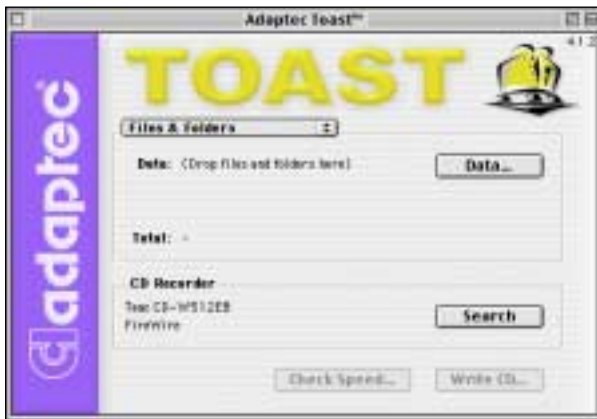 Adaptec Toast™
4.1.2
TOAST
adaptec
Files & Folders
Data: (Drop files and folders here)
Data...
Total: -
CD Recorder
Teac CD-W512EB
FireWire
Search
Check Speed...
Write CD...